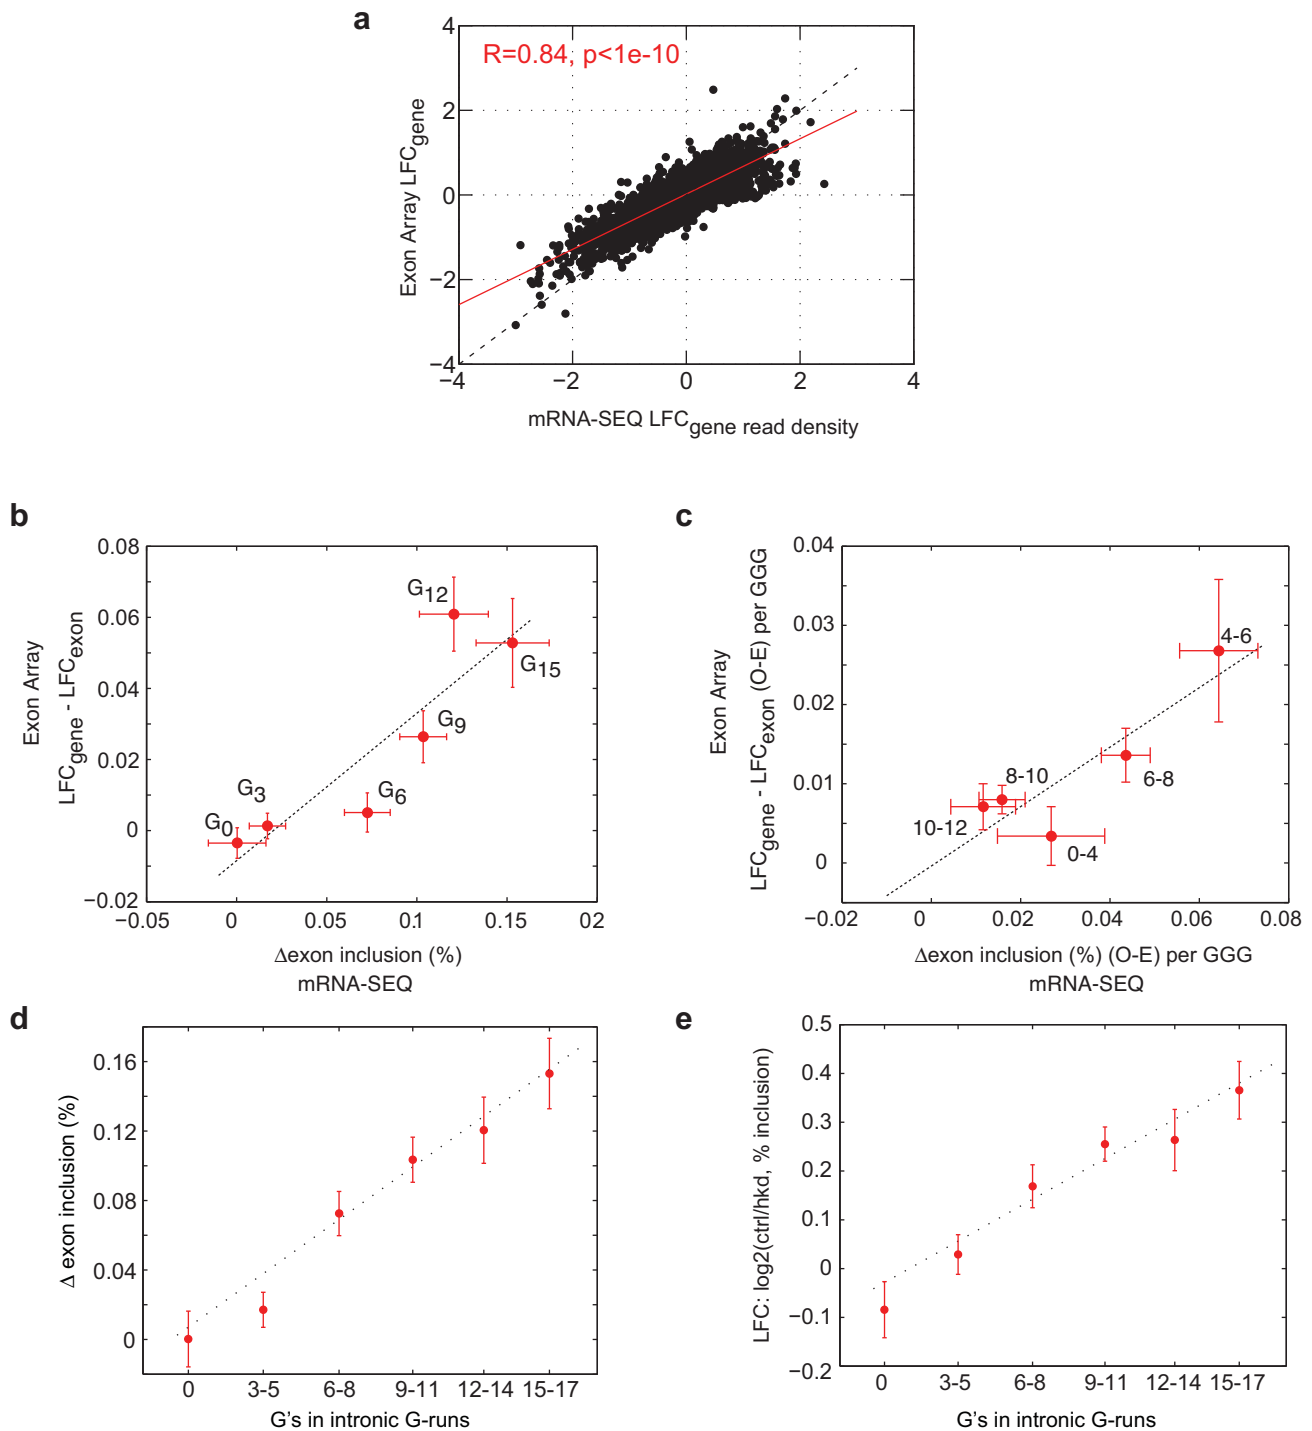 a
R=0.84, p<1e-10
4
2
0
−2
−4
Exon Array LFCgene
−4 −2 0 2 4
mRNA-SEQ LFCgene read density
b
0.08
0.06
0.04
0.02
0
−0.02
Exon Array
LFCgene - LFCexon
G12
G15
G9
G3
G6
G0
−0.05 0 0.05 0.1 0.15 02
Δexon inclusion (%)
mRNA-SEQ
c
0.04
0.03
0.02
0.01
0
Exon Array
LFCgene - LFCexon (O-E) per GGG
4-6
8-10
6-8
10-12
0-4
−0.02 0 0.02 0.04 0.06 0.08
Δexon inclusion (%) (O-E) per GGG
mRNA-SEQ
d
0.16
0.12
0.08
0.04
0
Δ exon inclusion (%)
0 3-5 6-8 9-11 12-14 15-17
G's in intronic G-runs
e
0.5
0.4
0.3
0.2
0.1
0
−0.1
−0.2
LFC: log2(ctrl/hkd, % inclusion)
0 3-5 6-8 9-11 12-14 15-17
G's in intronic G-runs